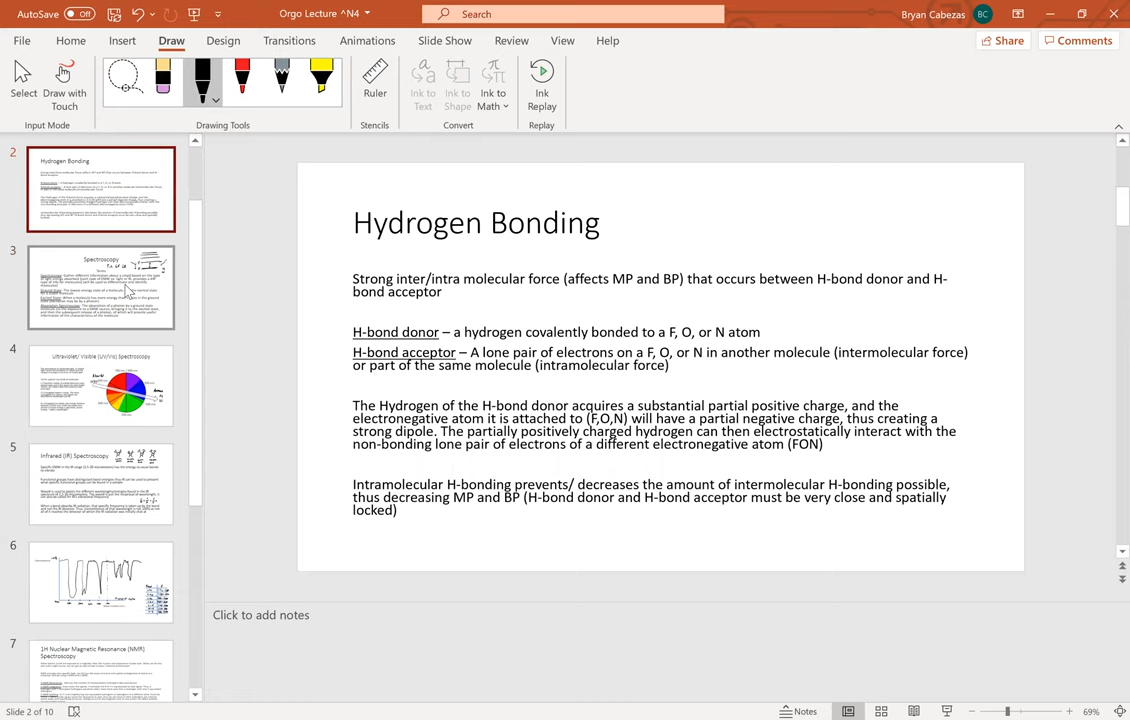 AutoSave Off
Orgo Lecture ^N4
Search
Bryan Cabezas
BC
File Home Insert Draw Design Transitions Animations Slide Show Review View Help
Share Comments
Select
Draw with Touch
Ruler
Ink to Text
Ink to Shape
Ink to Math
Ink Replay
Input Mode Drawing Tools Stencils Convert Replay
2
Hydrogen Bonding
3
Spectroscopy
4
Ultraviolet/ Visible (UV/Vis) Spectroscopy
5
Infrared (IR) Spectroscopy
6
7
1H Nuclear Magnetic Resonance (NMR)
Spectroscopy
Hydrogen Bonding
Strong inter/intra molecular force (affects MP and BP) that occurs between H-bond donor and H-
bond acceptor
H-bond donor – a hydrogen covalently bonded to a F, O, or N atom
H-bond acceptor – A lone pair of electrons on a F, O, or N in another molecule (intermolecular force)
or part of the same molecule (intramolecular force)
The Hydrogen of the H-bond donor acquires a substantial partial positive charge, and the
electronegative atom it is attached to (F,O,N) will have a partial negative charge, thus creating a
strong dipole. The partially positively charged hydrogen can then electrostatically interact with the
non-bonding lone pair of electrons of a different electronegative atom (FON)
Intramolecular H-bonding prevents/ decreases the amount of intermolecular H-bonding possible,
thus decreasing MP and BP (H-bond donor and H-bond acceptor must be very close and spatially
locked)
Click to add notes
Slide 2 of 10
Notes
69%